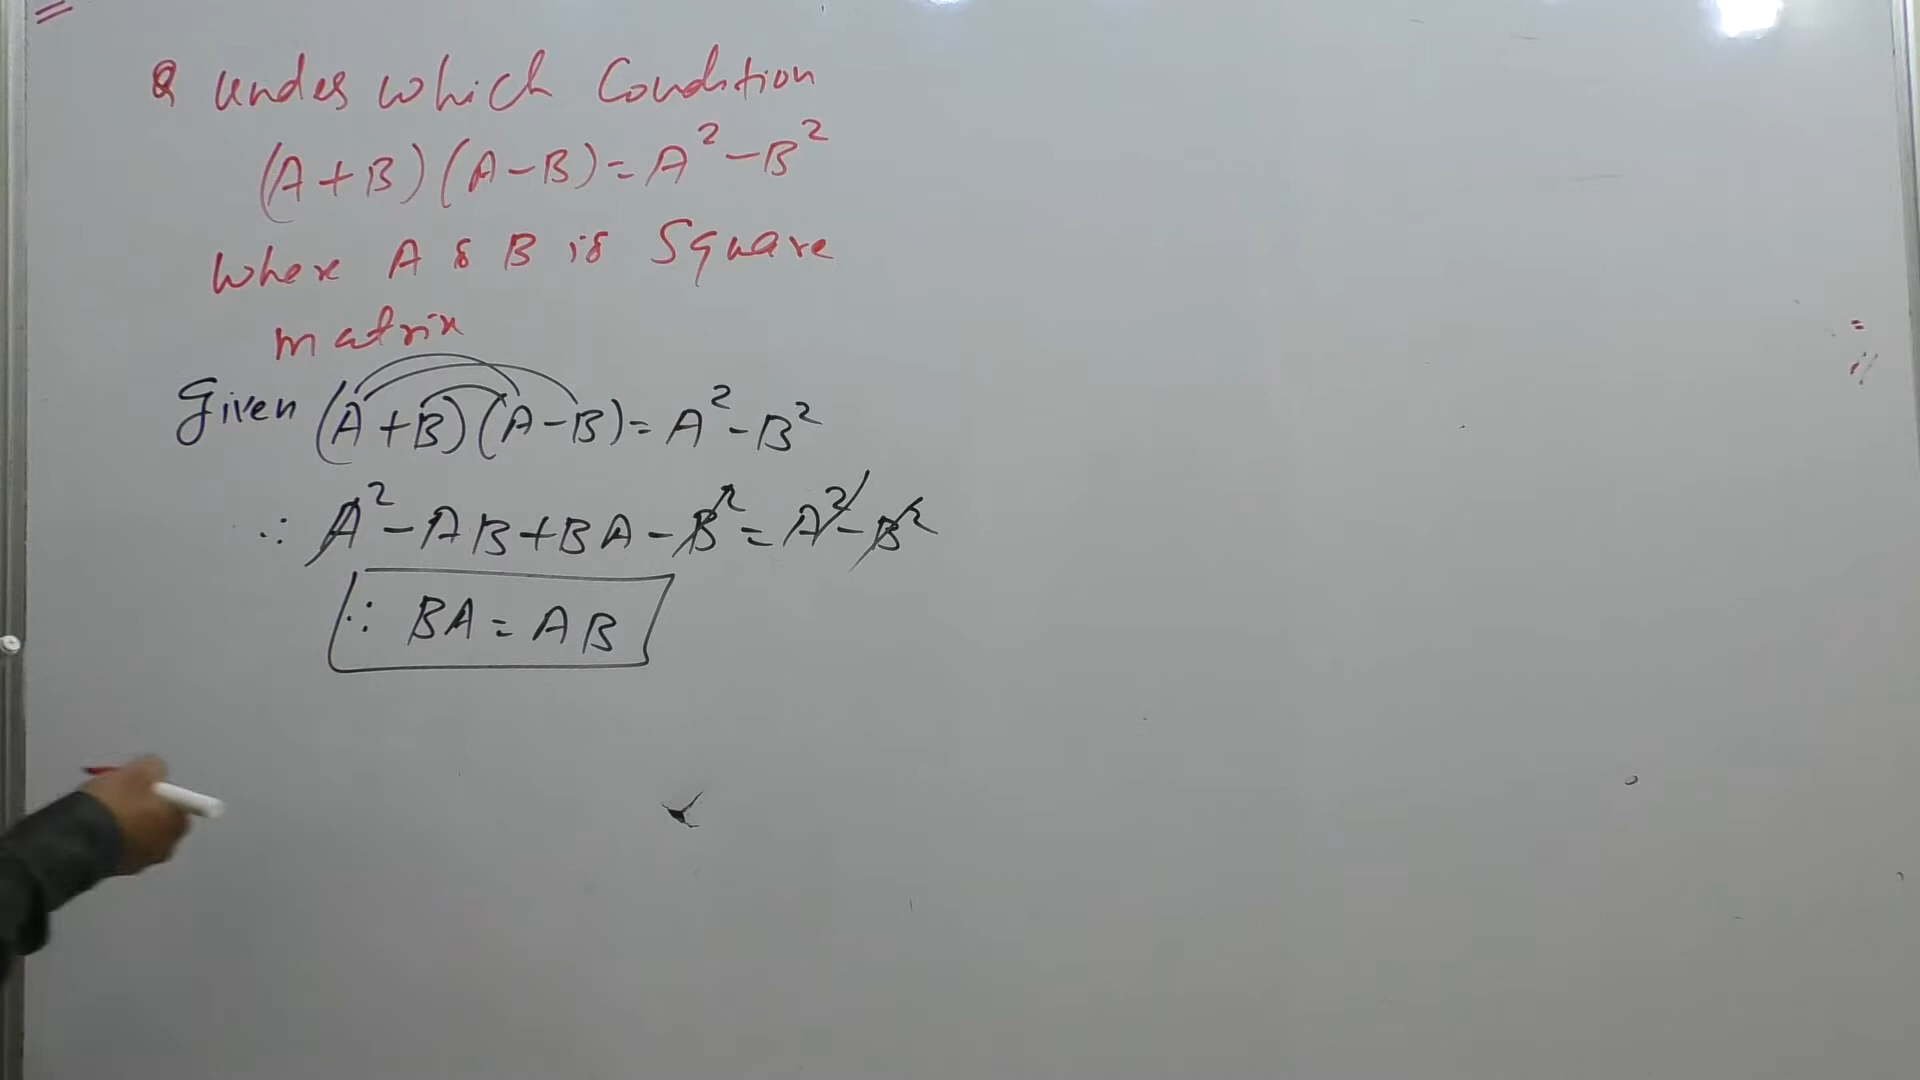 Q Under which Condition
(A+B)(A-B)=A²-B²
Where A & B is Square
matrix
Given (A+B)(A-B)=A²-B²
∴ A²-AB+BA-B²=A²-B²
∴ BA=AB